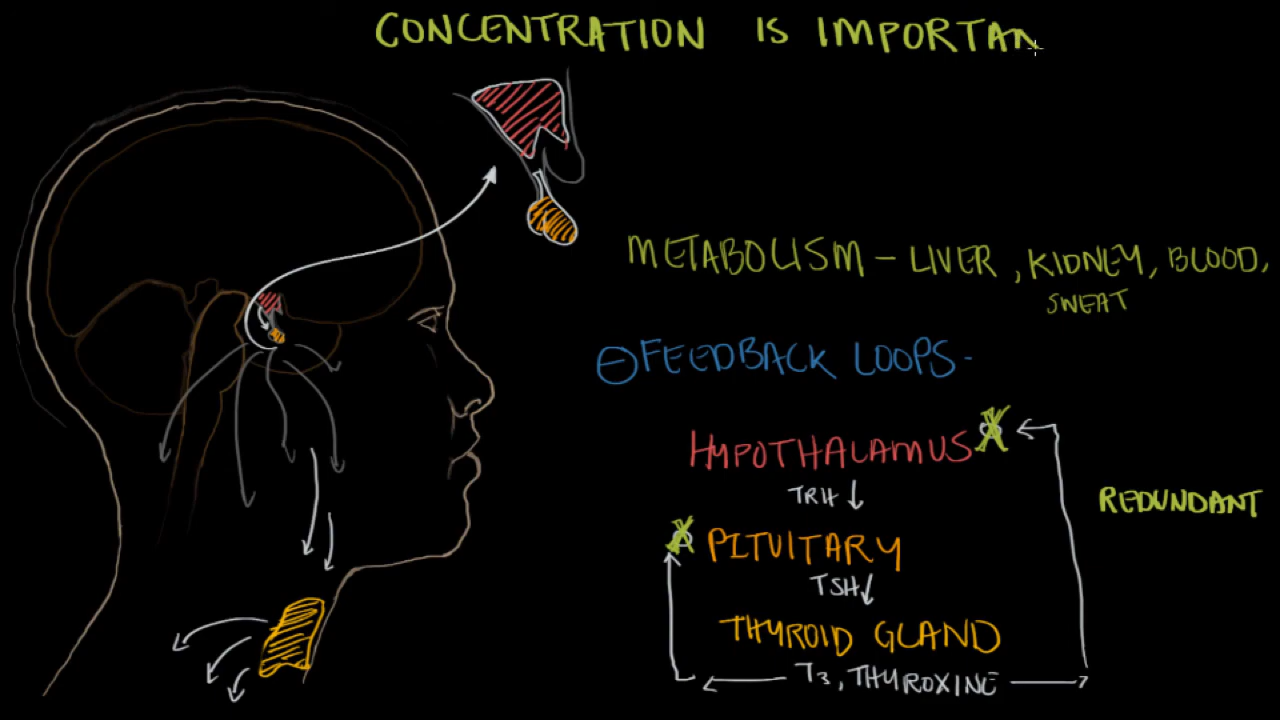 CONCENTRATION IS IMPORTAN
METABOLISM - LIVER, KIDNEY, BLOOD,
SWEAT
⊖ FEEDBACK LOOPS-
HYPOTHALAMUS
TRH ↓
REDUNDANT
PITUITARY
TSH ↓
THYROID GLAND
T3, THYROXINE